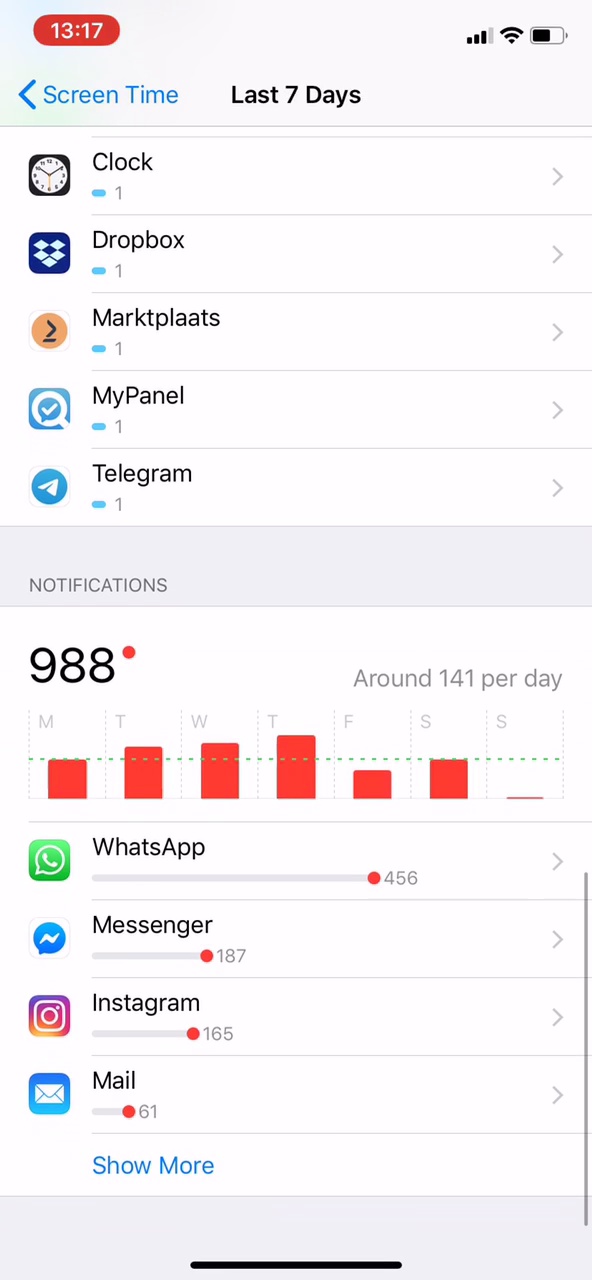 13:17
Screen Time Last 7 Days
Clock
1
Dropbox
1
Marktplaats
1
MyPanel
1
Telegram
1
NOTIFICATIONS
988
Around 141 per day
M T W T F S S
WhatsApp
456
Messenger
187
Instagram
165
Mail
61
Show More